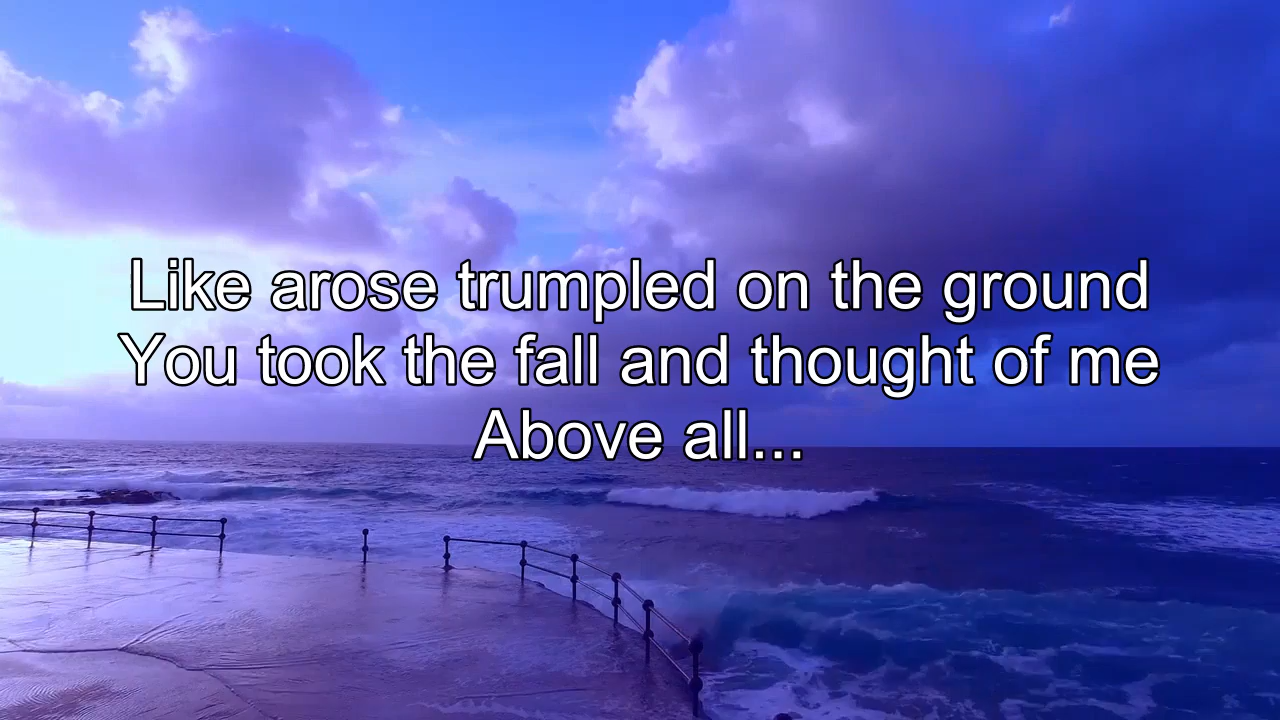 Like arose trumpled on the ground
You took the fall and thought of me
Above all...